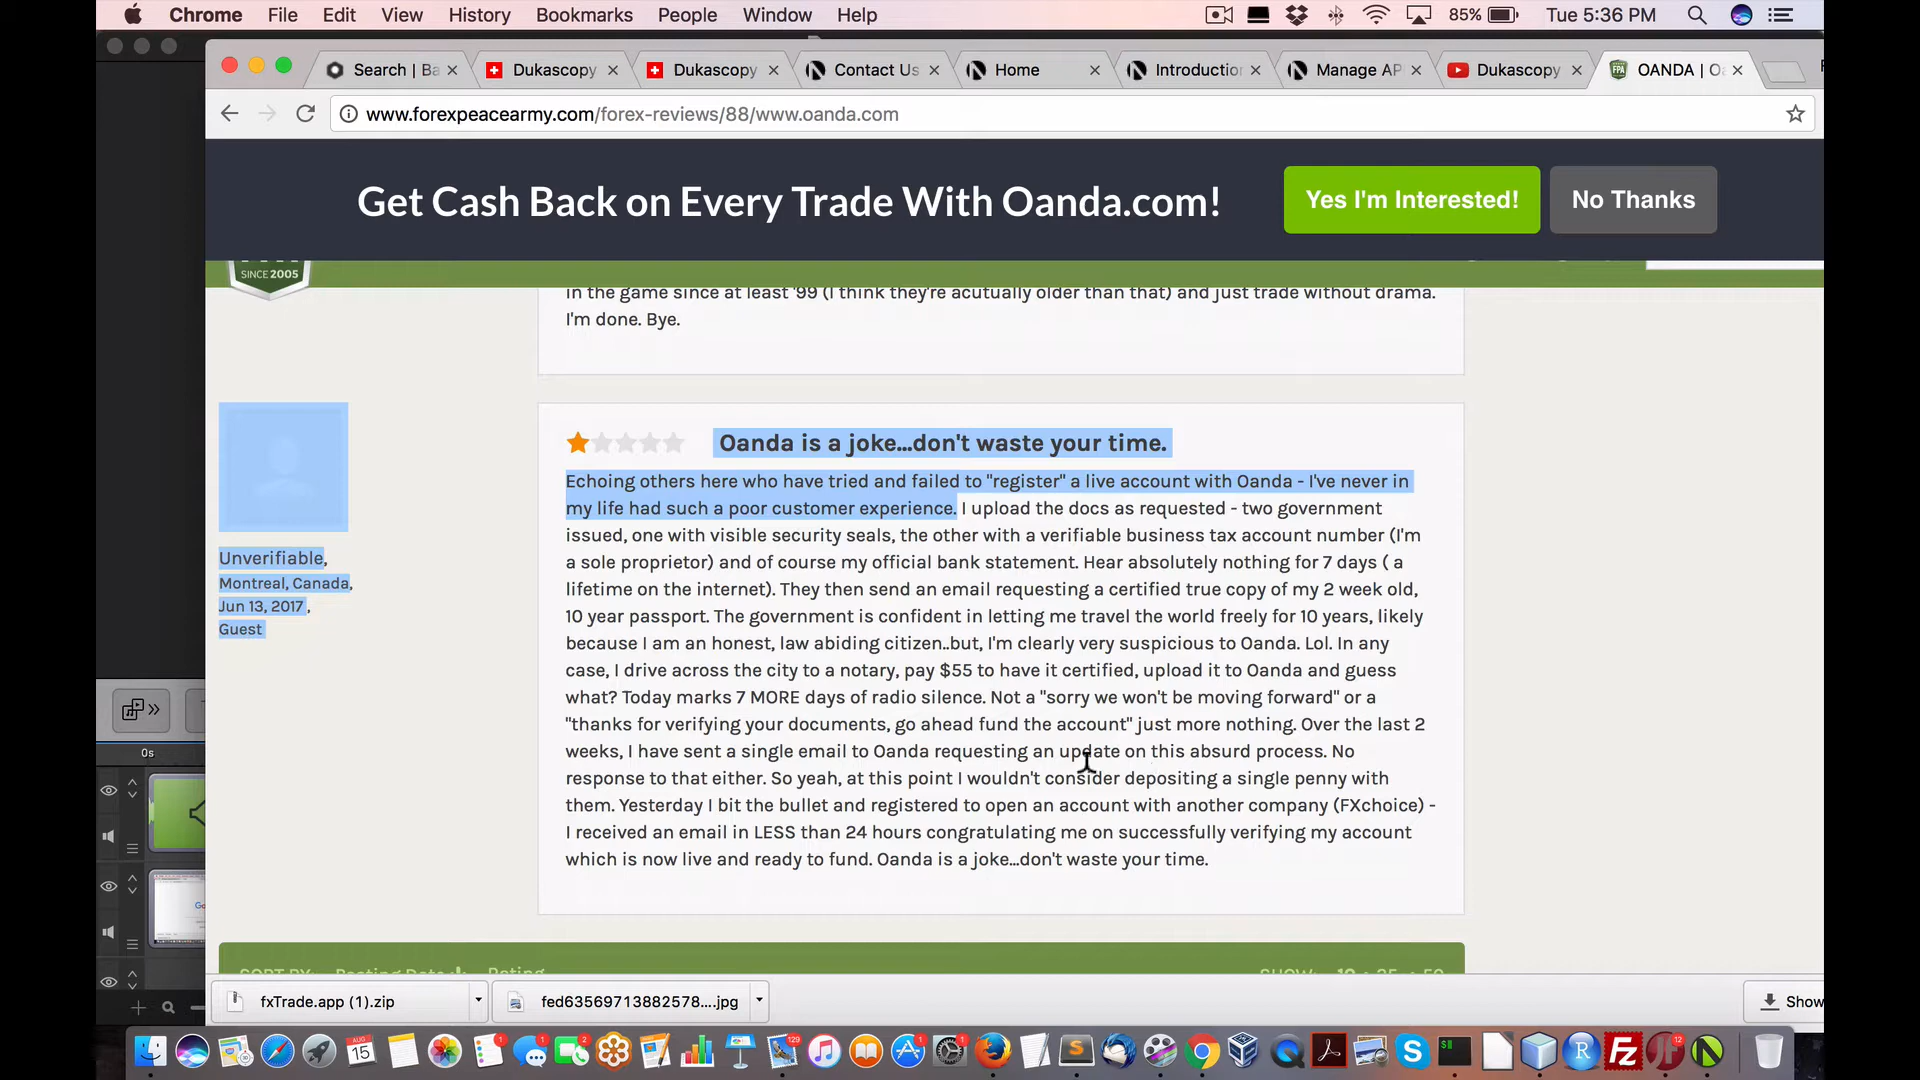 Chrome File Edit View History Bookmarks People Window Help 85% Tue 5:36 PM
Search | Ba Dukascopy Dukascopy Contact Us Home Introduction Manage AP Dukascopy OANDA | O
www.forexpeacearmy.com/forex-reviews/88/www.oanda.com
Get Cash Back on Every Trade With Oanda.com! Yes I'm Interested! No Thanks
SINCE 2005
in the game since at least '99 (I think they're acutually older than that) and just trade without drama.
I'm done. Bye.
Oanda is a joke...don't waste your time.
Echoing others here who have tried and failed to "register" a live account with Oanda - I've never in
my life had such a poor customer experience. I upload the docs as requested - two government
issued, one with visible security seals, the other with a verifiable business tax account number (I'm
a sole proprietor) and of course my official bank statement. Hear absolutely nothing for 7 days ( a
lifetime on the internet). They then send an email requesting a certified true copy of my 2 week old,
10 year passport. The government is confident in letting me travel the world freely for 10 years, likely
because I am an honest, law abiding citizen..but, I'm clearly very suspicious to Oanda. Lol. In any
case, I drive across the city to a notary, pay $55 to have it certified, upload it to Oanda and guess
what? Today marks 7 MORE days of radio silence. Not a "sorry we won't be moving forward" or a
"thanks for verifying your documents, go ahead fund the account" just more nothing. Over the last 2
weeks, I have sent a single email to Oanda requesting an update on this absurd process. No
response to that either. So yeah, at this point I wouldn't consider depositing a single penny with
them. Yesterday I bit the bullet and registered to open an account with another company (FXchoice) -
I received an email in LESS than 24 hours congratulating me on successfully verifying my account
which is now live and ready to fund. Oanda is a joke...don't waste your time.
Unverifiable,
Montreal, Canada,
Jun 13, 2017 ,
Guest
0s
SORT BY: Posting Date Rating SHOW: 10 25 50
fxTrade.app (1).zip fed63569713882578....jpg Show
AUG
15